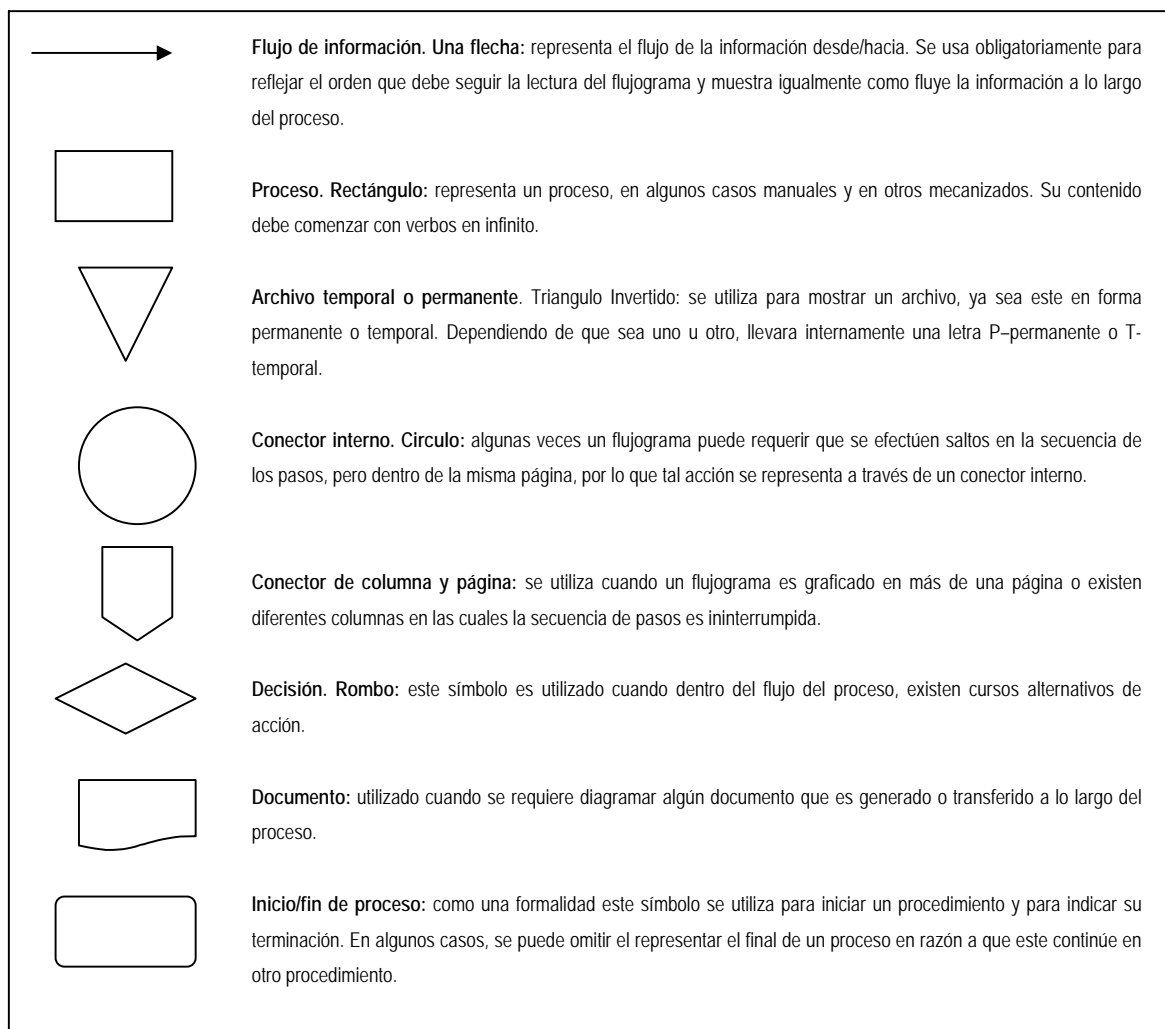 Flujo de información. Una flecha: representa el flujo de la información desde/hacia. Se usa obligatoriamente para
reflejar el orden que debe seguir la lectura del flujograma y muestra igualmente como fluye la información a lo largo
del proceso.
Proceso. Rectángulo: representa un proceso, en algunos casos manuales y en otros mecanizados. Su contenido
debe comenzar con verbos en infinito.
Archivo temporal o permanente. Triangulo Invertido: se utiliza para mostrar un archivo, ya sea este en forma
permanente o temporal. Dependiendo de que sea uno u otro, llevara internamente una letra P–permanente o T-
temporal.
Conector interno. Circulo: algunas veces un flujograma puede requerir que se efectúen saltos en la secuencia de
los pasos, pero dentro de la misma página, por lo que tal acción se representa a través de un conector interno.
Conector de columna y página: se utiliza cuando un flujograma es graficado en más de una página o existen
diferentes columnas en las cuales la secuencia de pasos es ininterrumpida.
Decisión. Rombo: este símbolo es utilizado cuando dentro del flujo del proceso, existen cursos alternativos de
acción.
Documento: utilizado cuando se requiere diagramar algún documento que es generado o transferido a lo largo del
proceso.
Inicio/fin de proceso: como una formalidad este símbolo se utiliza para iniciar un procedimiento y para indicar su
terminación. En algunos casos, se puede omitir el representar el final de un proceso en razón a que este continúe en
otro procedimiento.